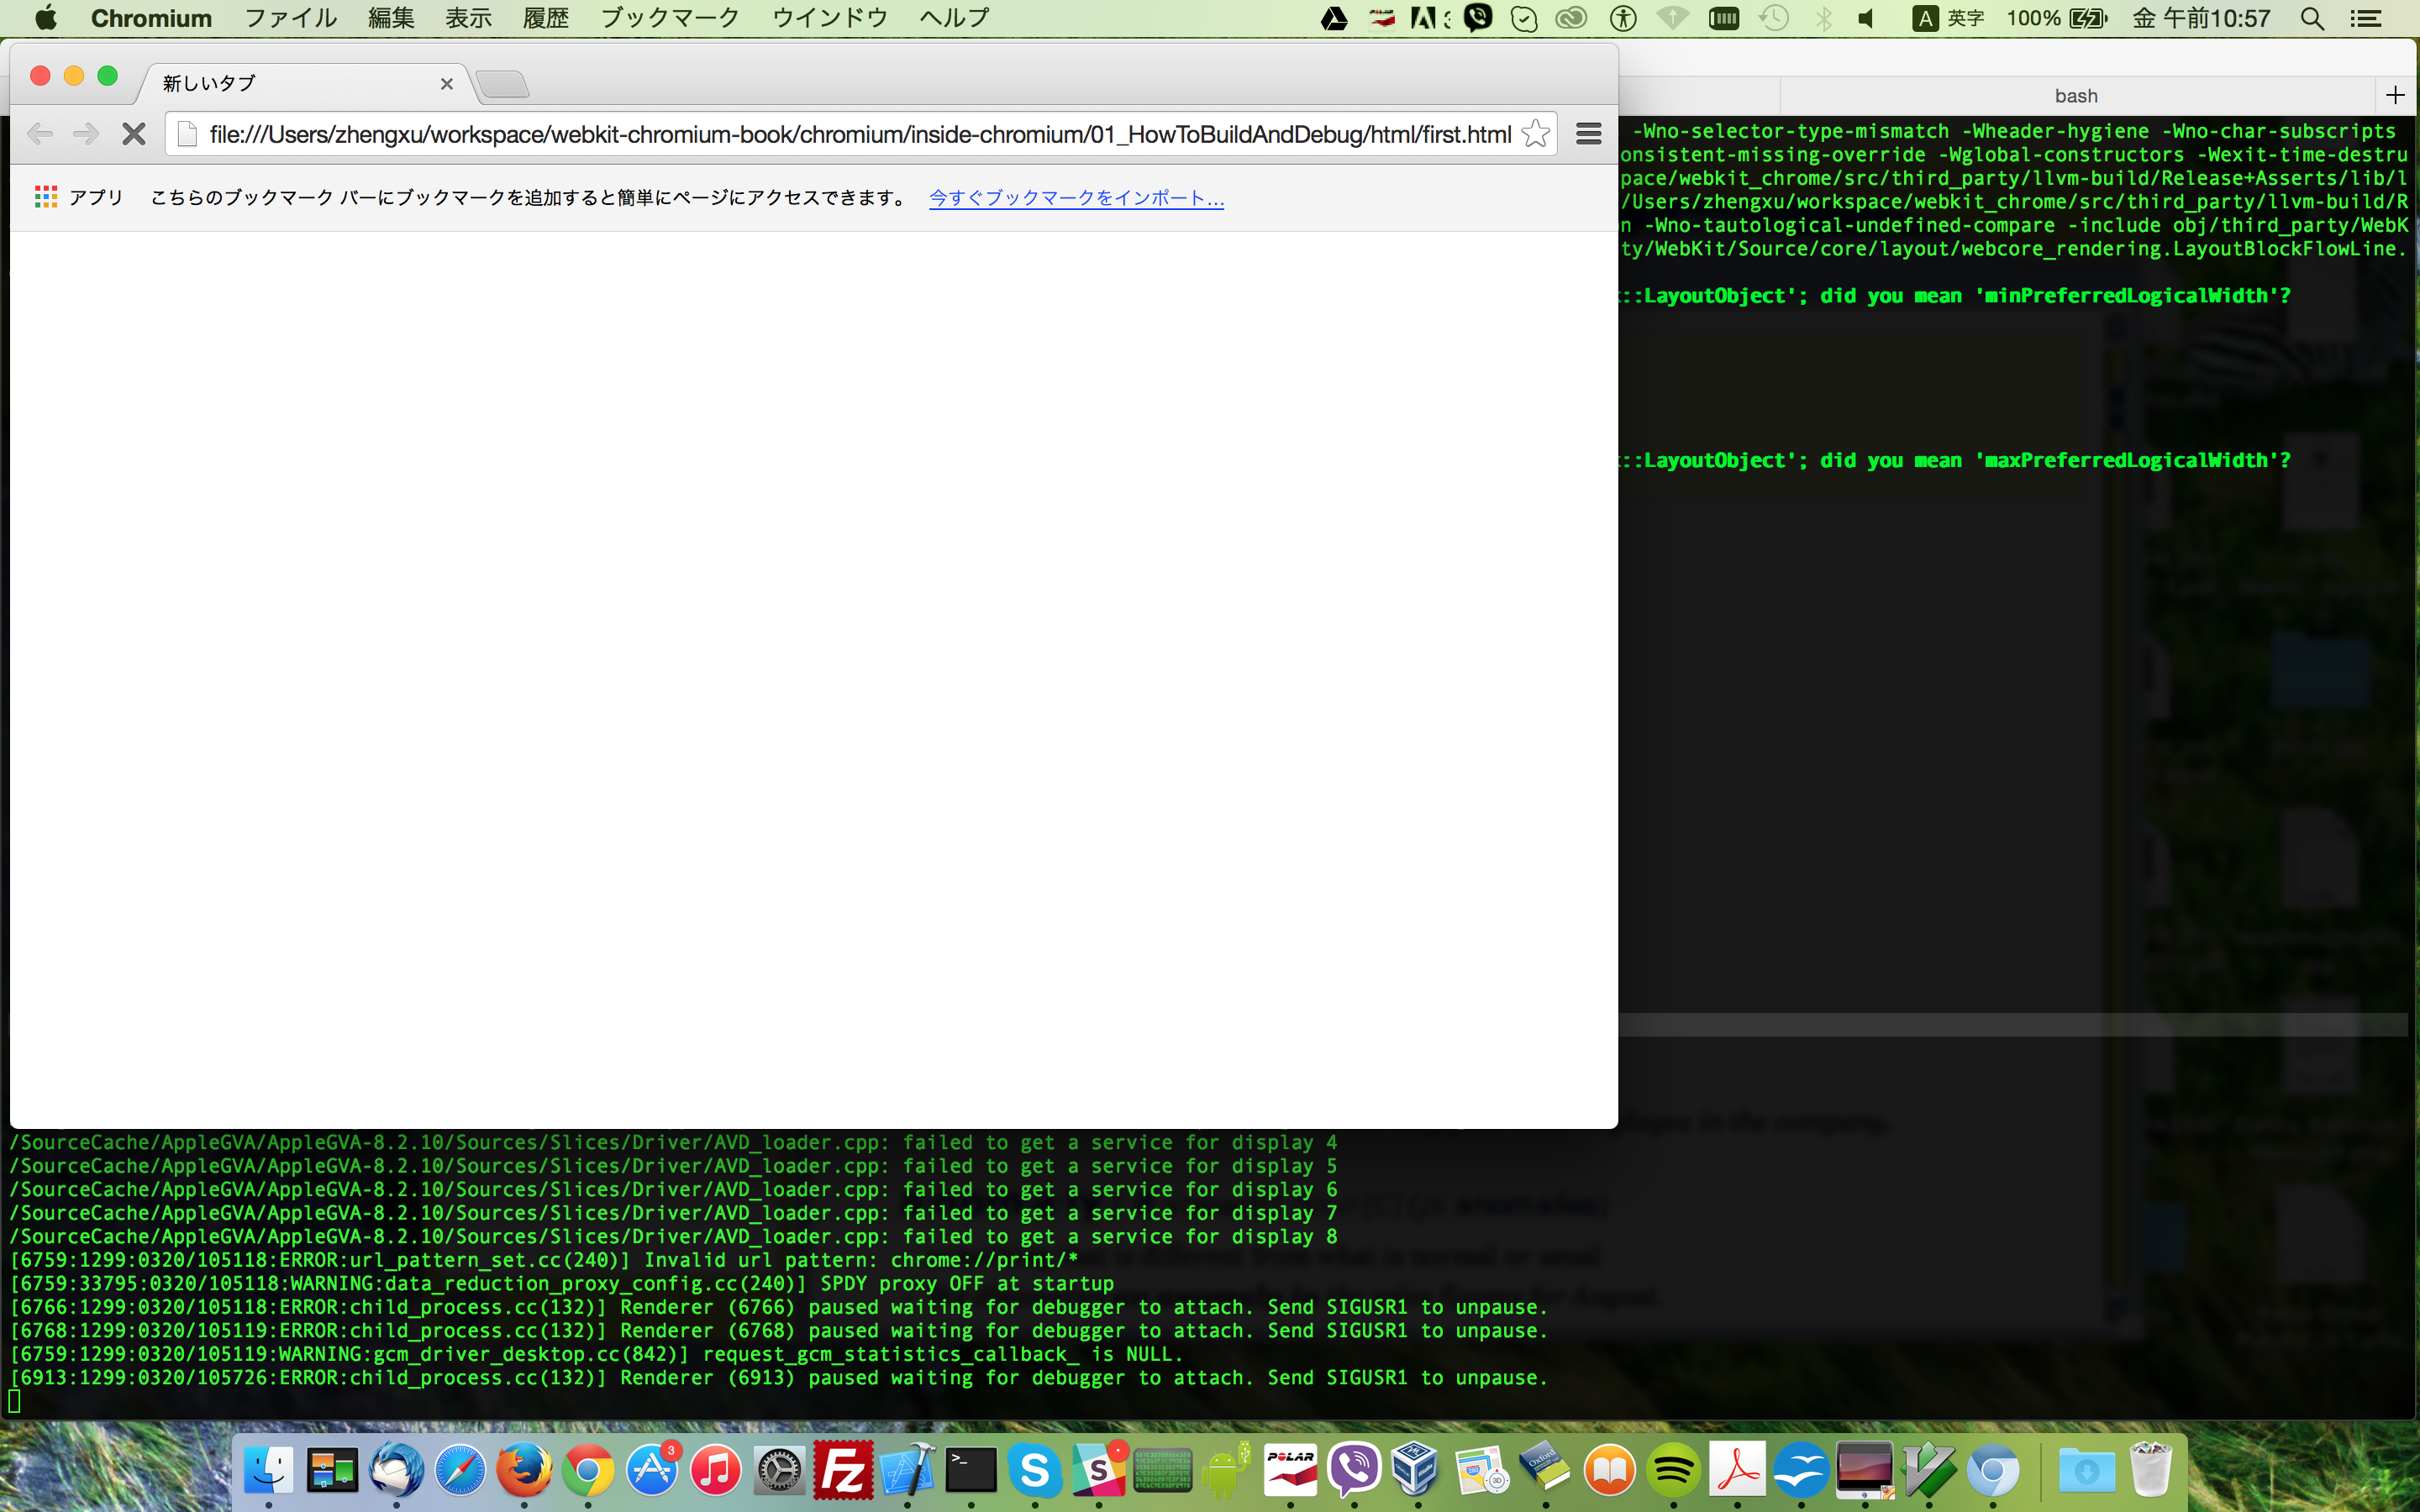 Chromium ファイル 編集 表示 履歴 ブックマーク ウインドウ ヘルプ
A 英字 100% 金 午前10:57
新しいタブ
bash
file:///Users/zhengxu/workspace/webkit-chromium-book/chromium/inside-chromium/01_HowToBuildAndDebug/html/first.html
アプリ こちらのブックマーク バーにブックマークを追加すると簡単にページにアクセスできます。 今すぐブックマークをインポート...
-Wno-selector-type-mismatch -Wheader-hygiene -Wno-char-subscripts
onsistent-missing-override -Wglobal-constructors -Wexit-time-destru
pace/webkit_chrome/src/third_party/llvm-build/Release+Asserts/lib/l
/Users/zhengxu/workspace/webkit_chrome/src/third_party/llvm-build/R
n -Wno-tautological-undefined-compare -include obj/third_party/WebK
ty/WebKit/Source/core/layout/webcore_rendering.LayoutBlockFlowLine.
::LayoutObject'; did you mean 'minPreferredLogicalWidth'?
::LayoutObject'; did you mean 'maxPreferredLogicalWidth'?
in the company.
/SourceCache/AppleGVA/AppleGVA-8.2.10/Sources/Slices/Driver/AVD_loader.cpp: failed to get a service for display 4
/SourceCache/AppleGVA/AppleGVA-8.2.10/Sources/Slices/Driver/AVD_loader.cpp: failed to get a service for display 5
/SourceCache/AppleGVA/AppleGVA-8.2.10/Sources/Slices/Driver/AVD_loader.cpp: failed to get a service for display 6
/SourceCache/AppleGVA/AppleGVA-8.2.10/Sources/Slices/Driver/AVD_loader.cpp: failed to get a service for display 7
/SourceCache/AppleGVA/AppleGVA-8.2.10/Sources/Slices/Driver/AVD_loader.cpp: failed to get a service for display 8
[6759:1299:0320/105118:ERROR:url_pattern_set.cc(240)] Invalid url pattern: chrome://print/*
[6759:33795:0320/105118:WARNING:data_reduction_proxy_config.cc(240)] SPDY proxy OFF at startup
[6766:1299:0320/105118:ERROR:child_process.cc(132)] Renderer (6766) paused waiting for debugger to attach. Send SIGUSR1 to unpause.
[6768:1299:0320/105119:ERROR:child_process.cc(132)] Renderer (6768) paused waiting for debugger to attach. Send SIGUSR1 to unpause.
[6759:1299:0320/105119:WARNING:gcm_driver_desktop.cc(842)] request_gcm_statistics_callback_ is NULL.
[6913:1299:0320/105726:ERROR:child_process.cc(132)] Renderer (6913) paused waiting for debugger to attach. Send SIGUSR1 to unpause.
anomalies)
is different from what is normal or usual
for August.
3
POLAR
Oxford